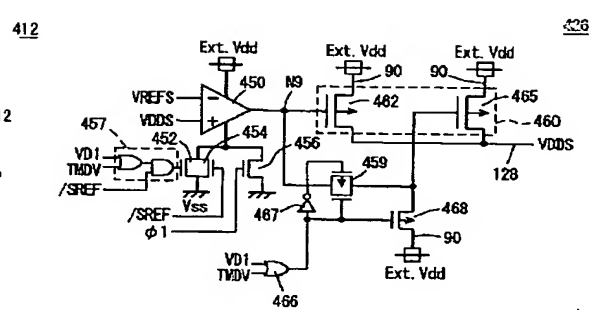 412
426
2
Ext. Vdd
Ext. Vdd
Ext. Vdd
90
90
450
N9
VREFS
VDDS
−
+
462
465
460
457
452
454
456
VD1
TMDV
/SREF
459
VDDS
128
Vss
/SREF
φ1
467
468
90
VD1
TMDV
466
Ext. Vdd